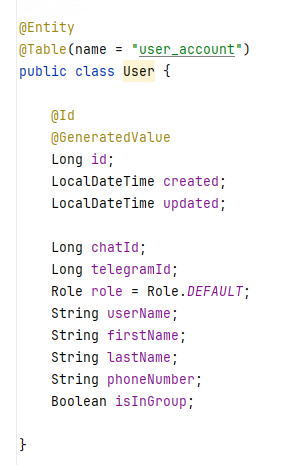 @Entity
@Table(name = "user_account")
public class User {
@Id
@GeneratedValue
Long id;
LocalDateTime created;
LocalDateTime updated;
Long chatId;
Long telegramId;
Role role = Role.DEFAULT;
String userName;
String firstName;
String lastName;
String phoneNumber;
Boolean isInGroup;
}